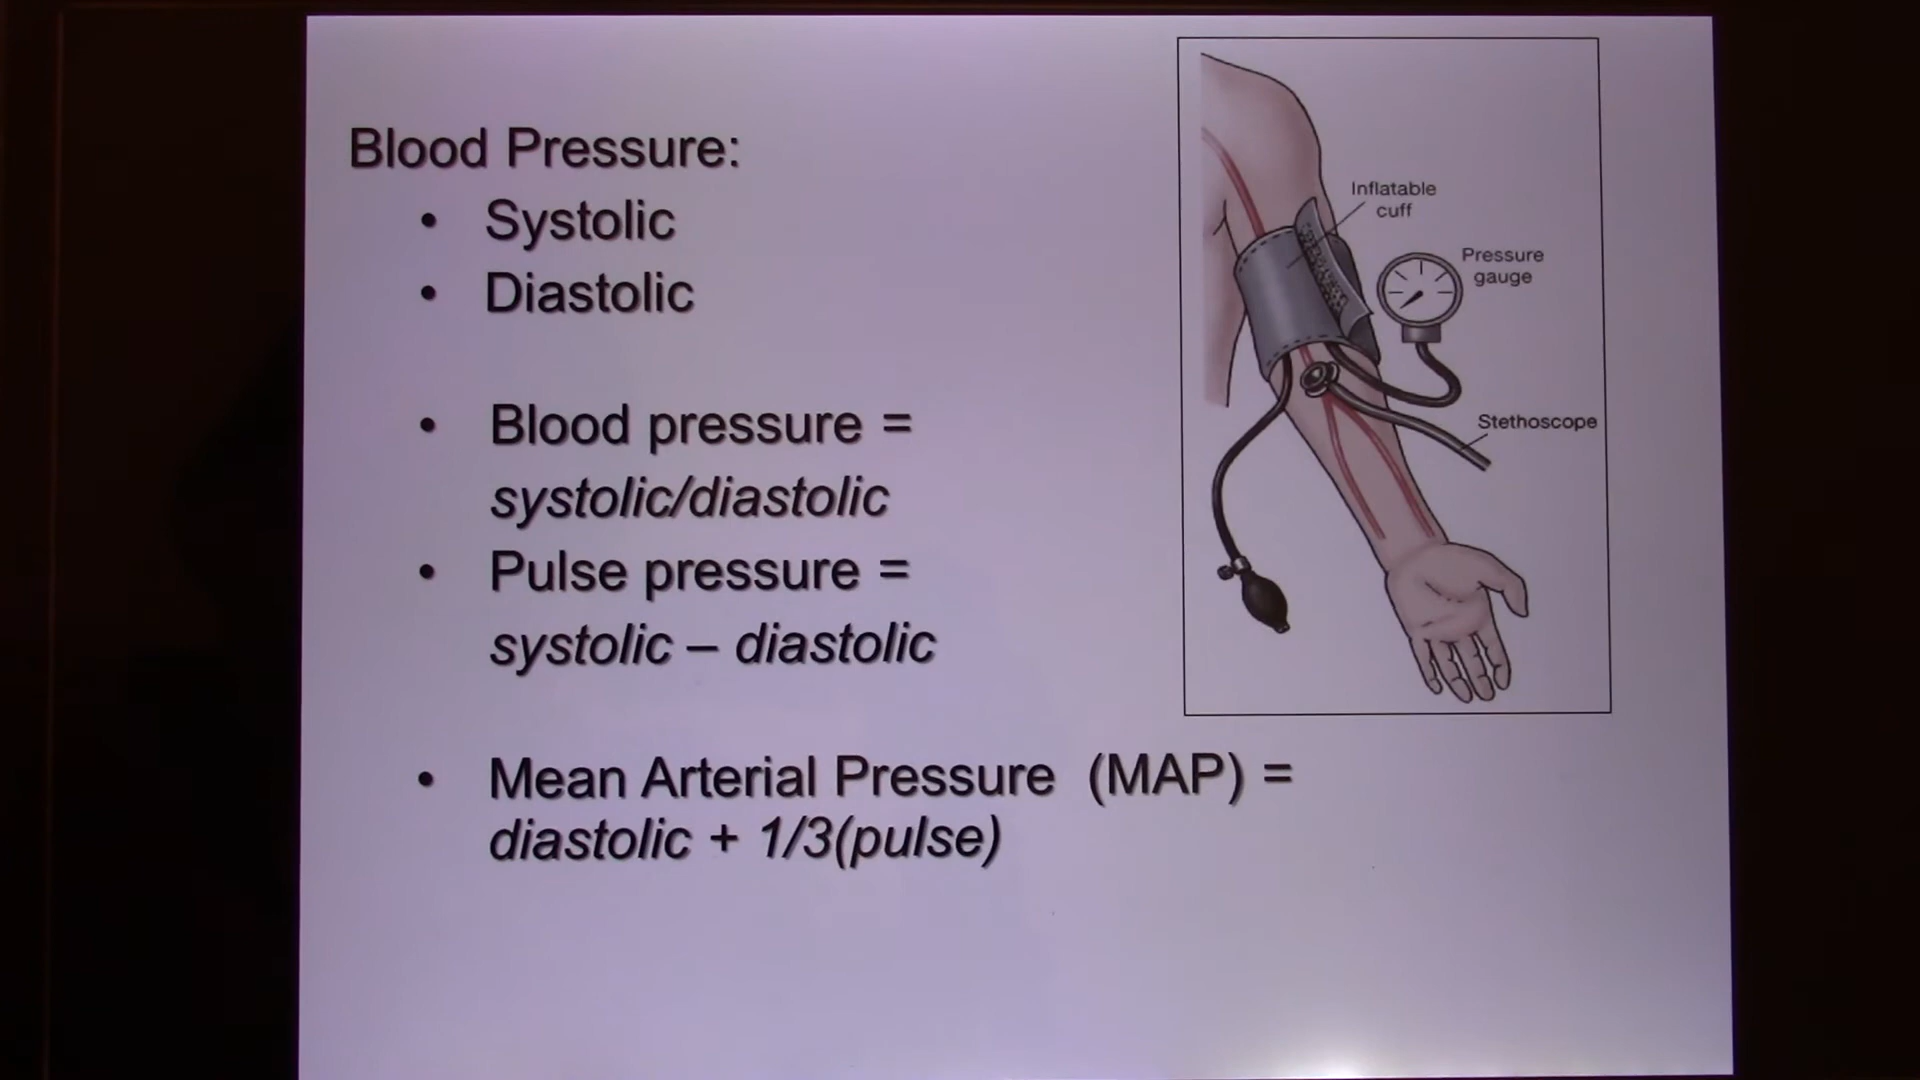 Blood Pressure:
• Systolic
• Diastolic
• Blood pressure =
systolic/diastolic
• Pulse pressure =
systolic – diastolic
• Mean Arterial Pressure (MAP) =
diastolic + 1/3(pulse)
Inflatable
cuff
Pressure
gauge
Stethoscope